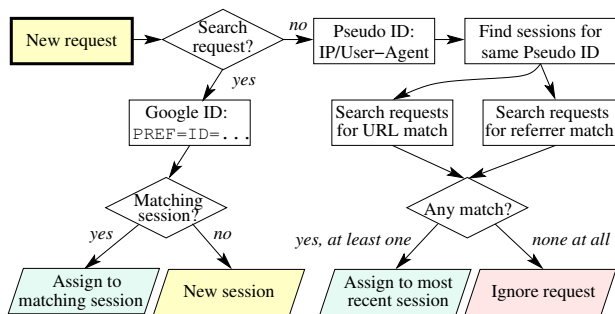 New request
Search
request?
no
Pseudo ID:
IP/User−Agent
Find sessions for
same Pseudo ID
yes
Google ID:
PREF=ID=...
Search requests
for URL match
Search requests
for referrer match
Matching
session?
Any match?
yes
no
yes, at least one
none at all
Assign to
matching session
New session
Assign to most
recent session
Ignore request